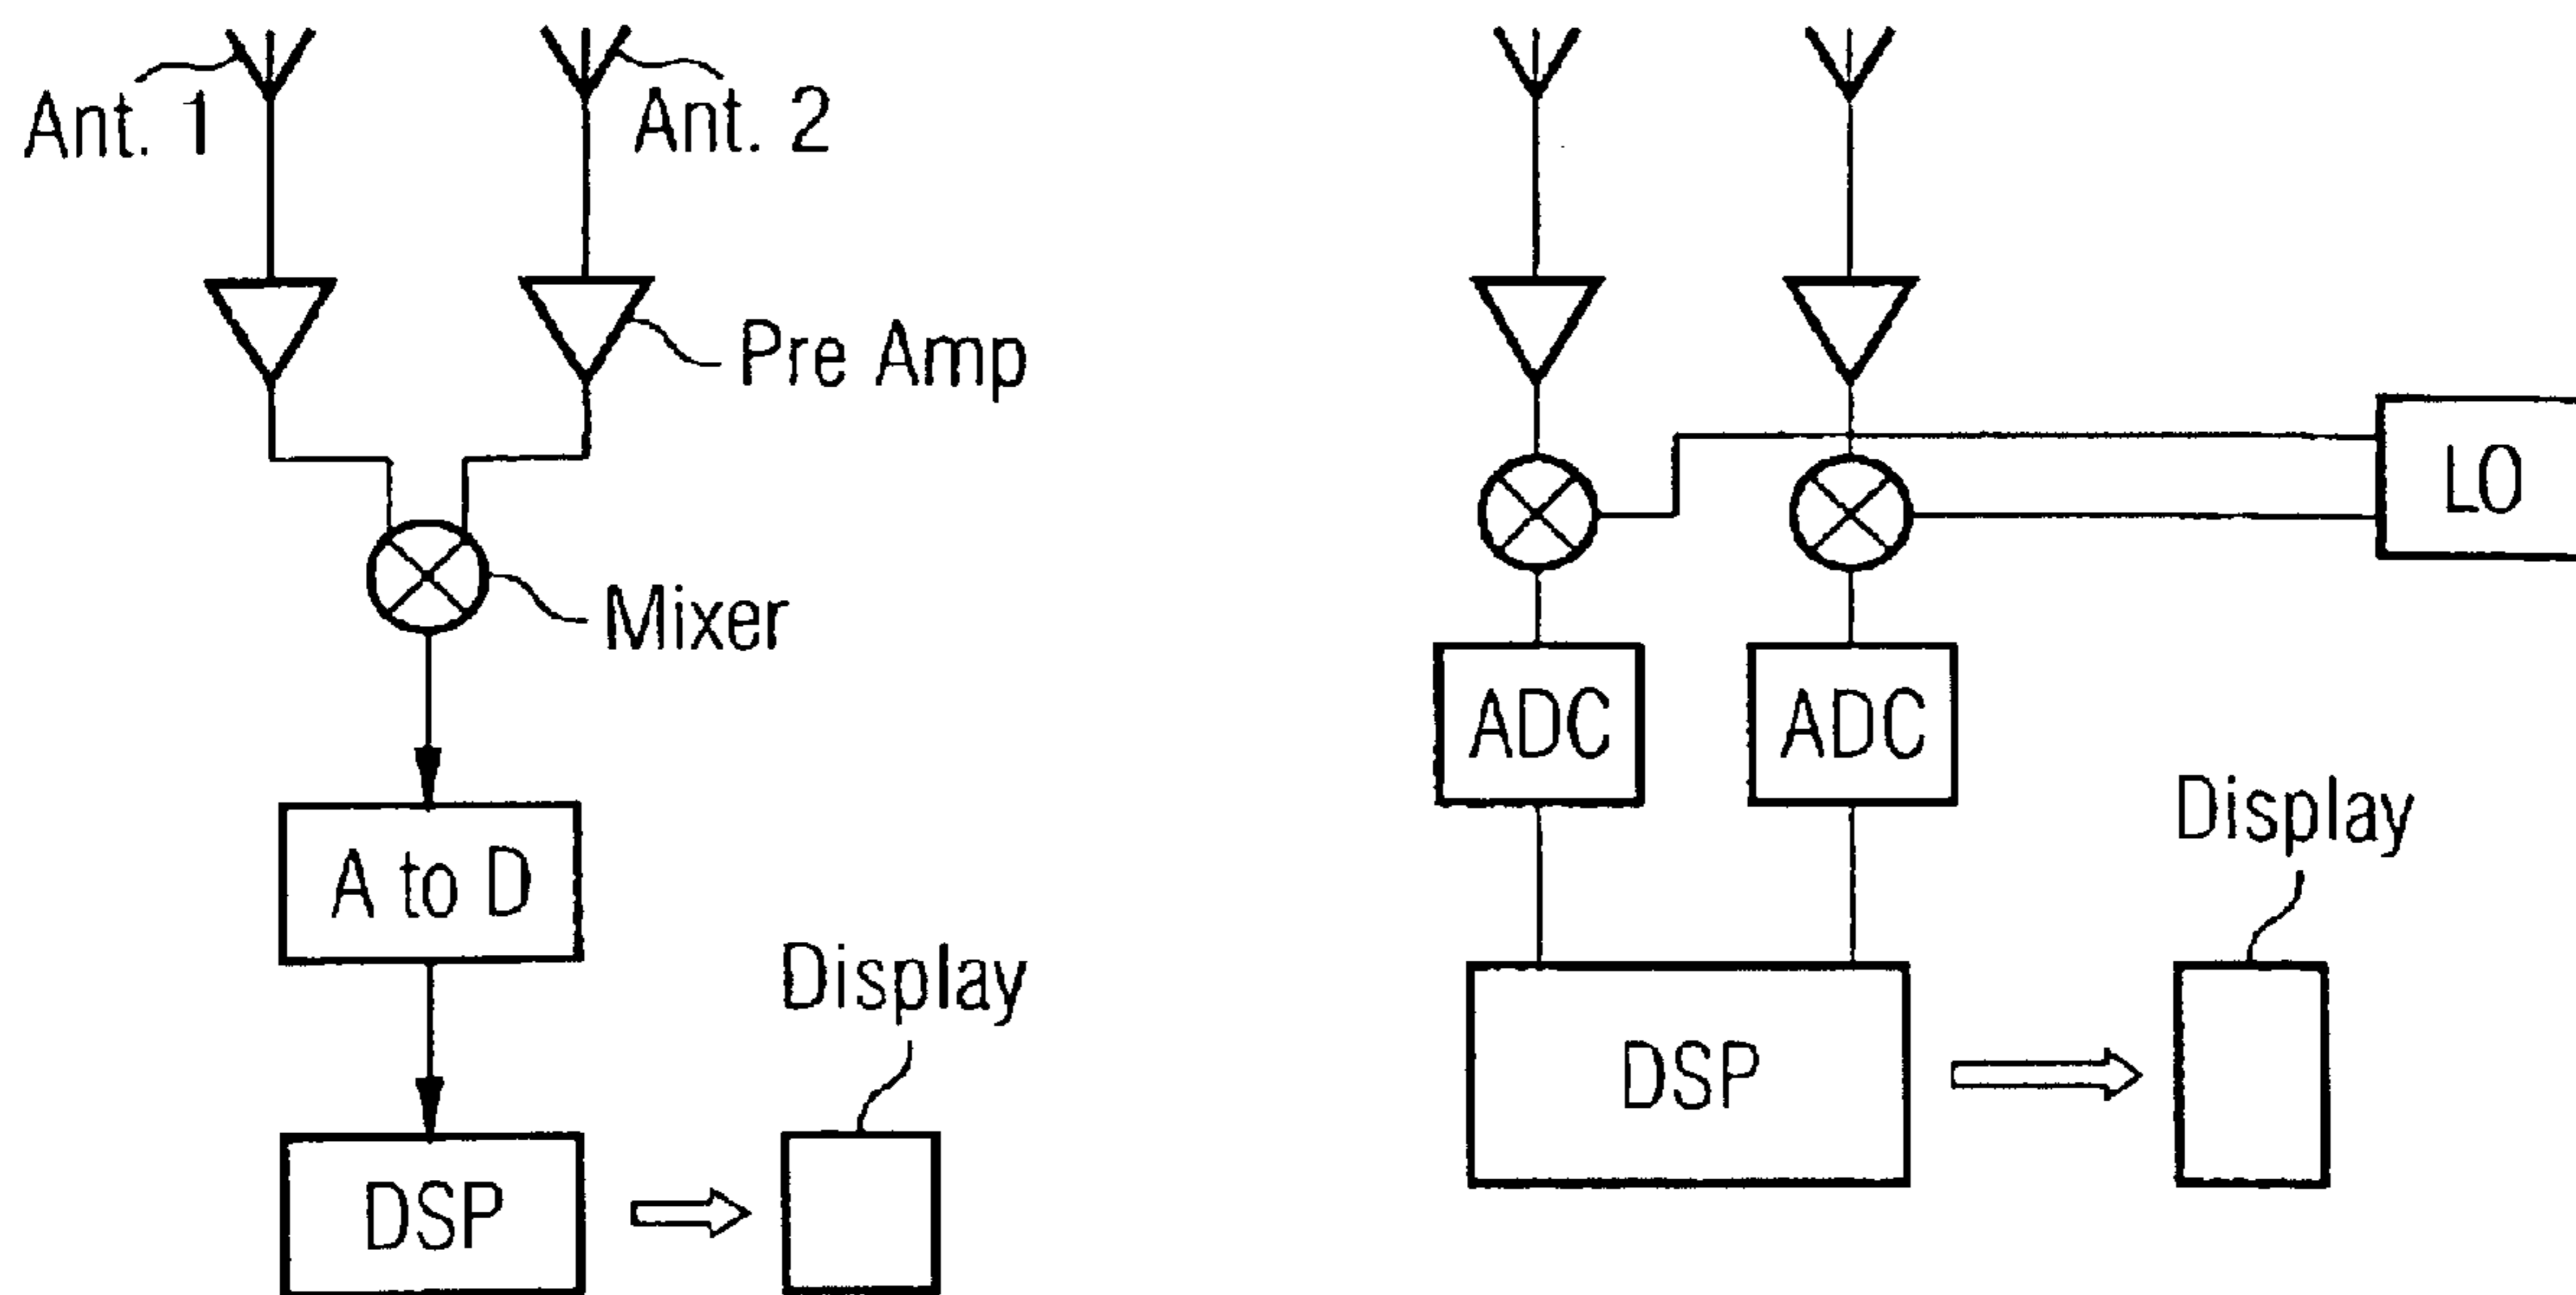 Ant. 1
Ant. 2
Pre Amp
Mixer
A to D
Display
DSP
LO
ADC
ADC
Display
DSP